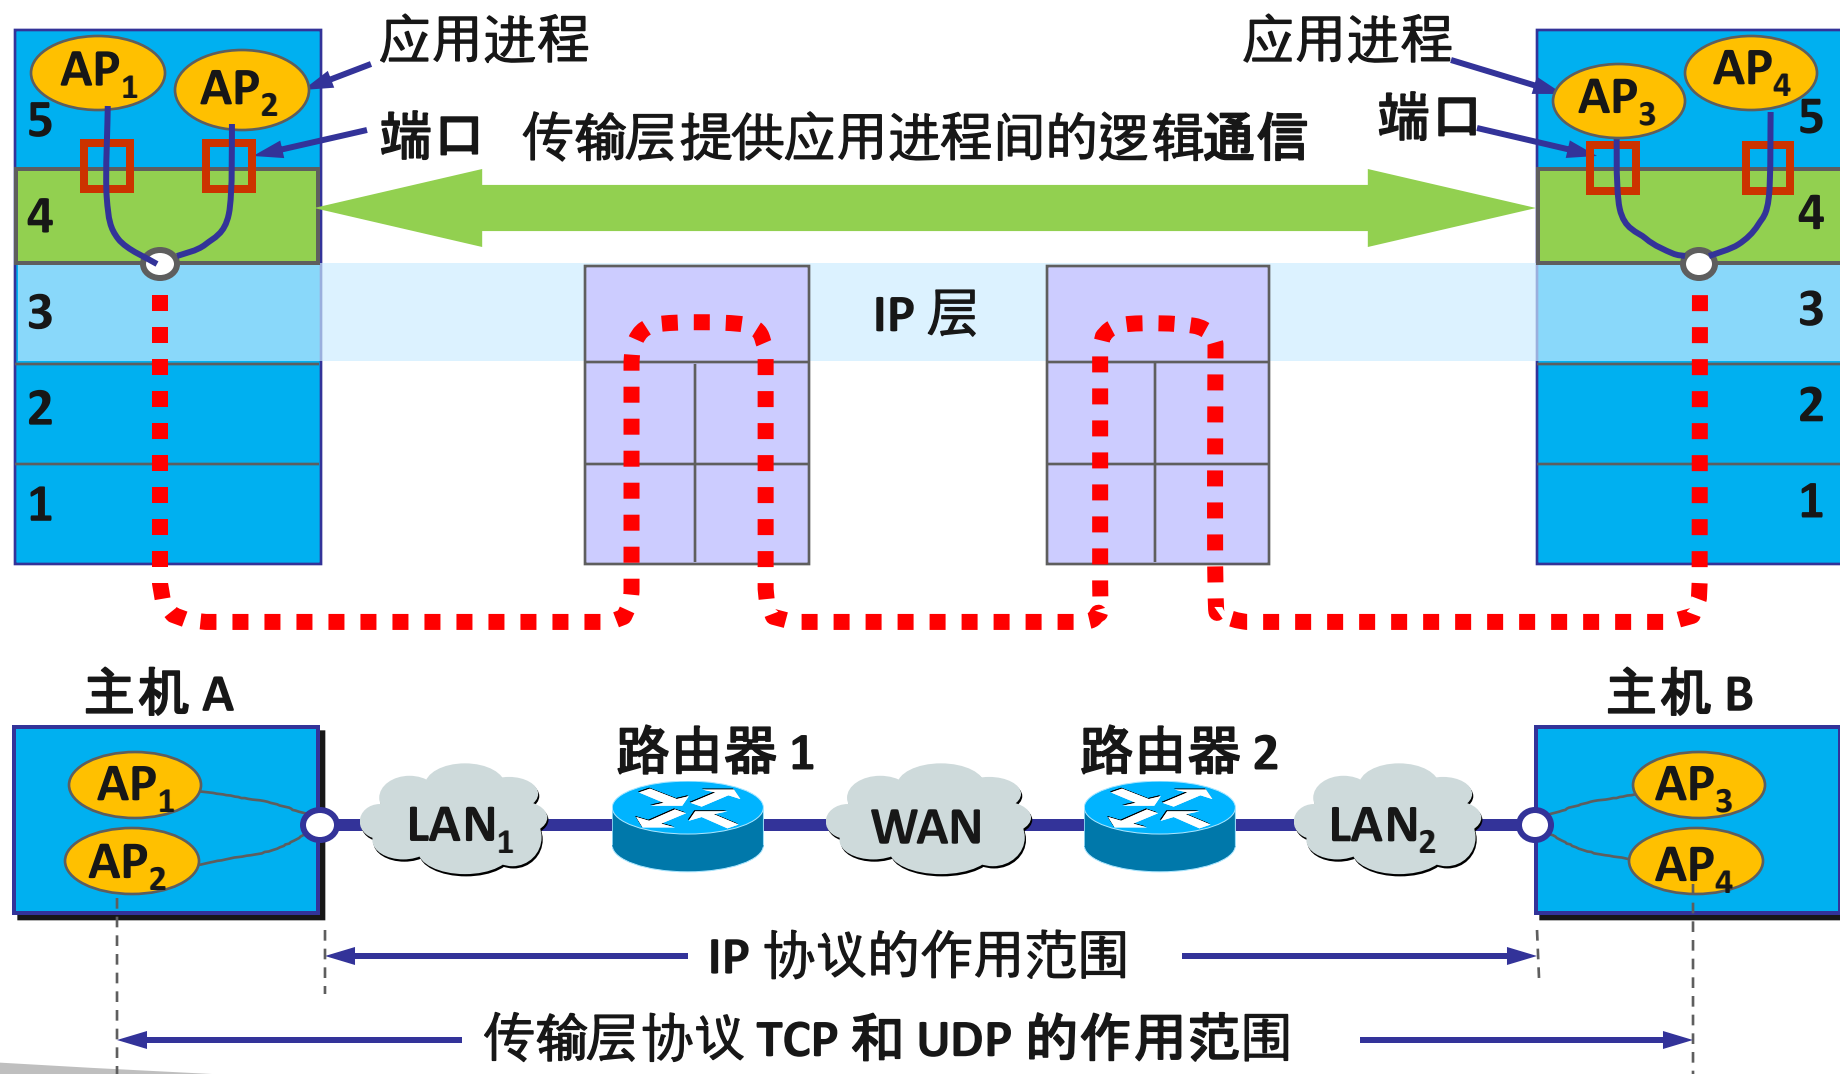 应用进程
应用进程
AP1
AP2
AP3
AP4
5
端口
传输层提供应用进程间的逻辑通信
端口
5
4
4
3
IP 层
3
2
2
1
1
主机 A
主机 B
路由器 1
路由器 2
AP1
AP2
LAN1
WAN
LAN2
AP3
AP4
IP 协议的作用范围
传输层协议 TCP 和 UDP 的作用范围